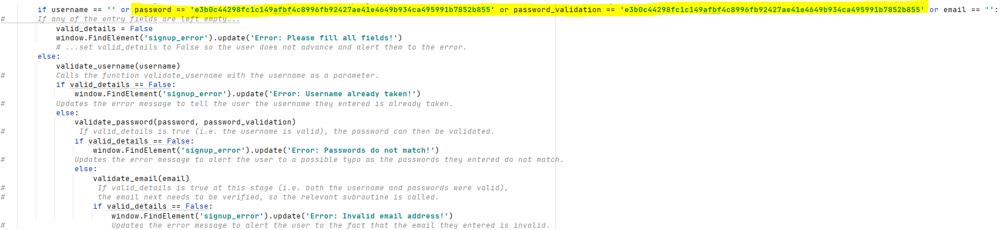 if username == '' or password == 'e3b0c44298fc1c149afbf4c8996fb92427ae41e4649b934ca495991b7852b855' or password_validation == 'e3b0c44298fc1c149afbf4c8996fb92427ae41e4649b934ca495991b7852b855' or email == '':
# If any of the entry fields are left empty...
valid_details = False
window.FindElement('signup_error').update('Error: Please fill all fields!')
# ...set valid_details to False so the user does not advance and alert them to the error.
else:
validate_username(username)
# Calls the function validate_username with the username as a parameter.
if valid_details == False:
window.FindElement('signup_error').update('Error: Username already taken!')
# Updates the error message to tell the user the username they entered is already taken.
else:
validate_password(password, password_validation)
# If valid_details is true (i.e. the username is valid), the password can then be validated.
if valid_details == False:
window.FindElement('signup_error').update('Error: Passwords do not match!')
# Updates the error message to alert the user to a possible typo as the passwords they entered do not match.
else:
validate_email(email)
# If valid_details is true at this stage (i.e. both the username and passwords were valid),
# the email next needs to be verified, so the relevant subroutine is called.
if valid_details == False:
window.FindElement('signup_error').update('Error: Invalid email address!')
# Updates the error message to alert the user to the fact that the email they entered is invalid.